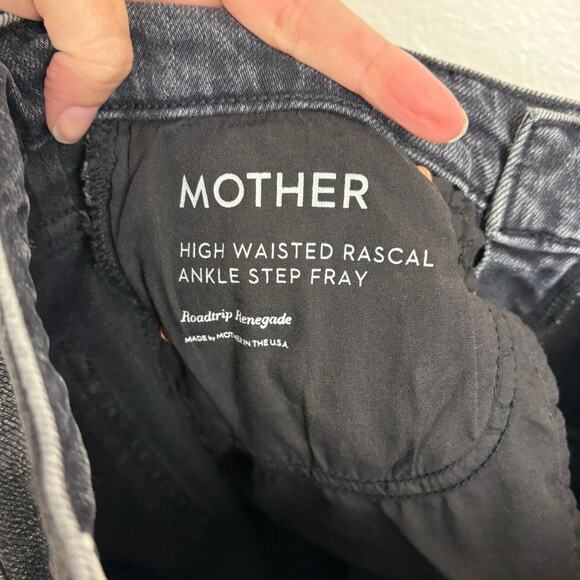 MOTHER
HIGH WAISTED RASCAL
ANKLE STEP FRAY
Roadtrip Renegade
MADE by MOTHER IN THE U.S.A.